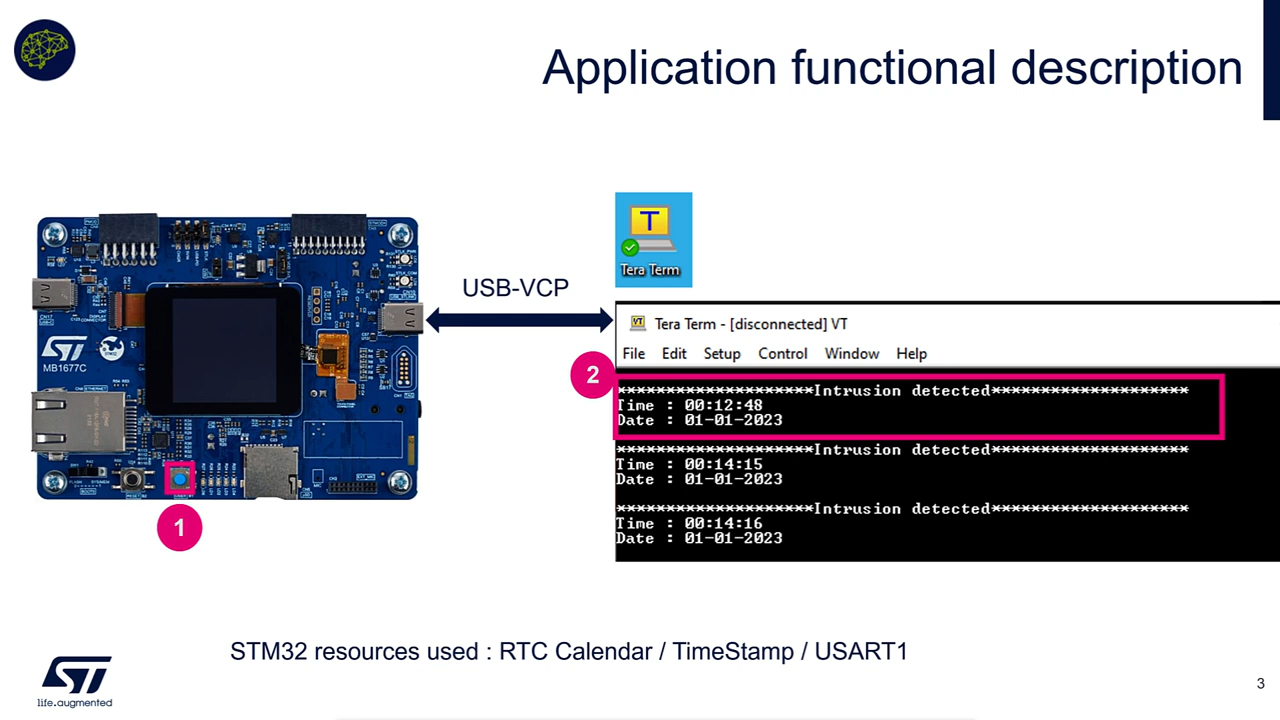 Application functional description
T
Tera Term
USB-VCP
Tera Term - [disconnected] VT
File Edit Setup Control Window Help
2
********************Intrusion detected********************
Time : 00:12:48
Date : 01-01-2023
********************Intrusion detected********************
Time : 00:14:15
Date : 01-01-2023
********************Intrusion detected********************
Time : 00:14:16
Date : 01-01-2023
ST
MB1677C
1
STM32 resources used : RTC Calendar / TimeStamp / USART1
ST
life.augmented
3